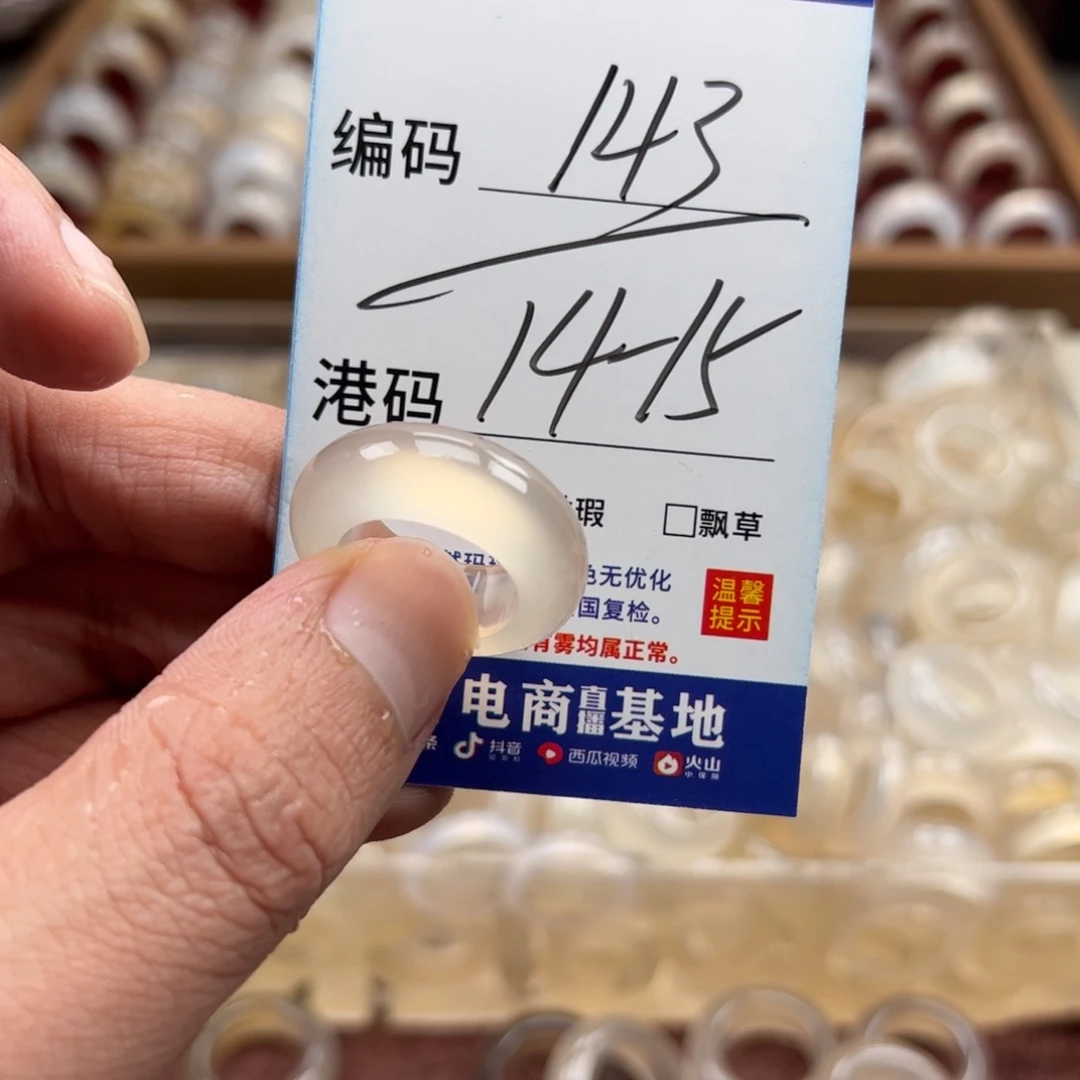 编码 143
港码 14-15
瑕 □飘草
色无优化
国复检。
温馨
提示
有雾均属正常。
电商直播基地
抖音 西瓜视频 火山